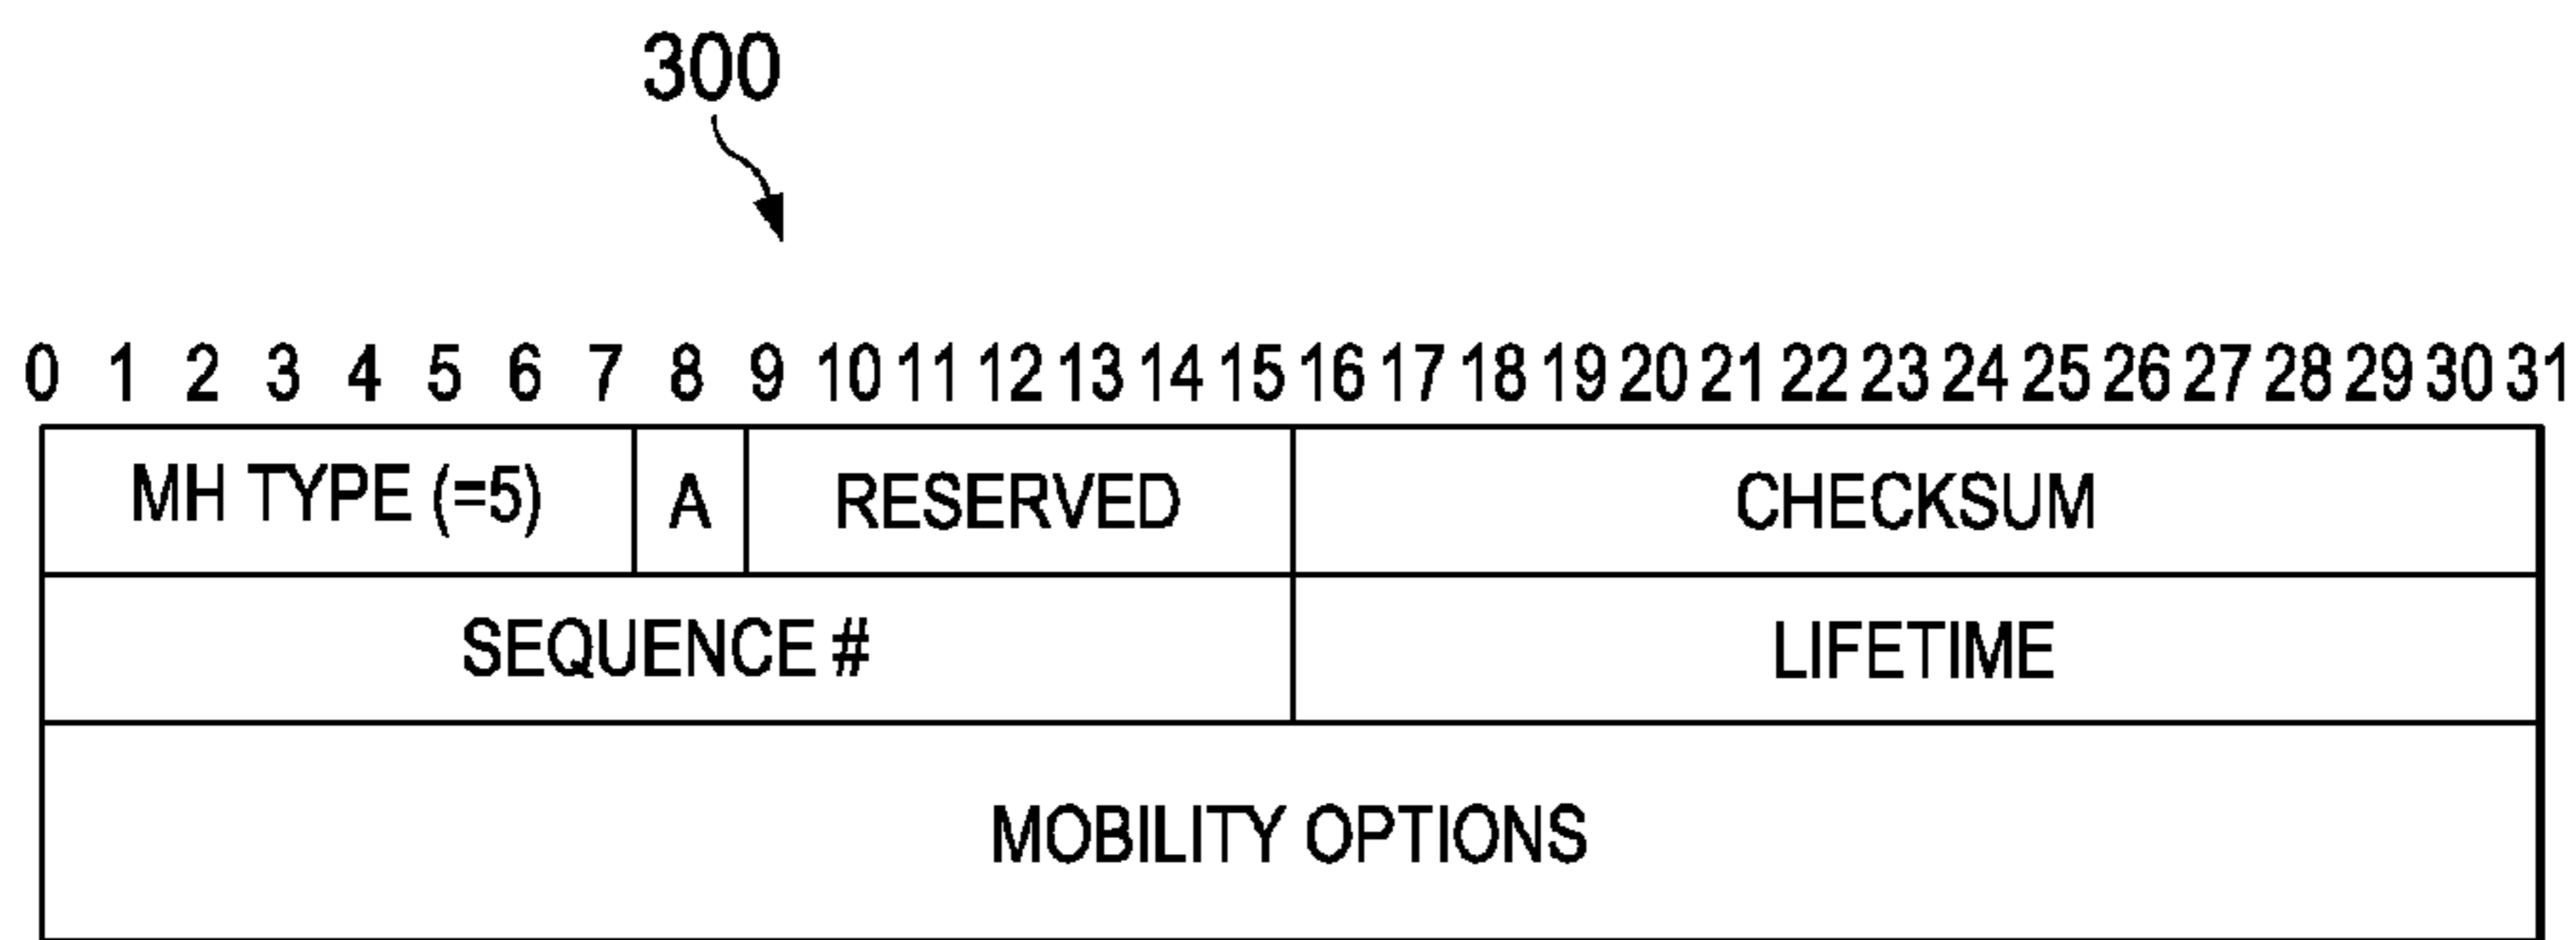 300
0 1 2 3 4 5 6 7 8 9 10 11 12 13 14 15 16 17 18 19 20 21 22 23 24 25 26 27 28 29 30 31
MH TYPE (=5) A RESERVED CHECKSUM
SEQUENCE # LIFETIME
MOBILITY OPTIONS